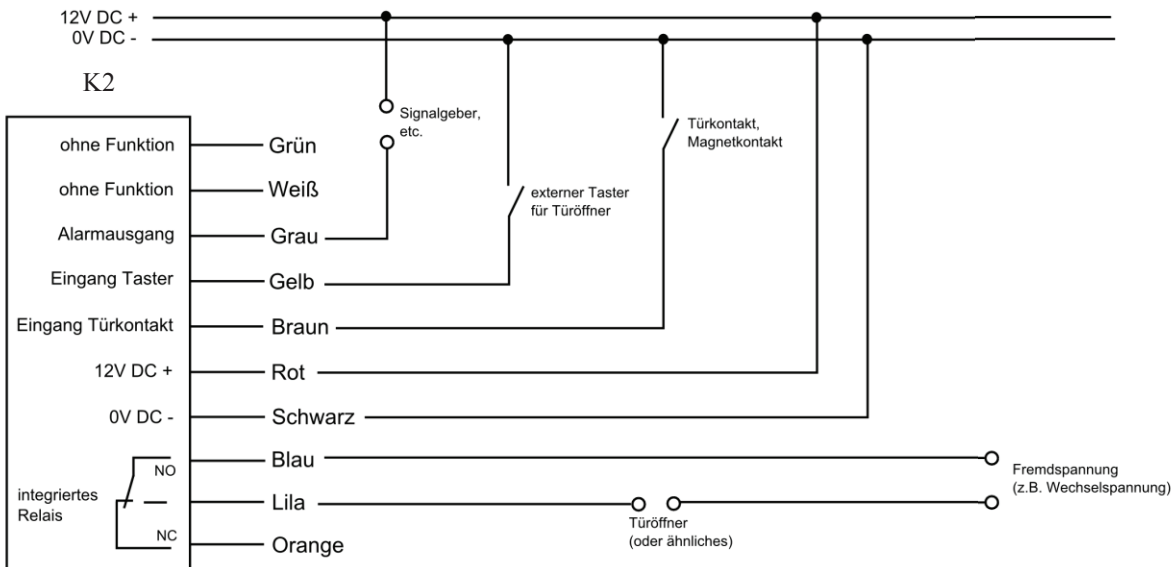 12V DC +
0V DC -
K2
Signalgeber,
etc.
Türkontakt,
Magnetkontakt
ohne Funktion
Grün
ohne Funktion
Weiß
externer Taster
für Türöffner
Alarmausgang
Grau
Eingang Taster
Gelb
Eingang Türkontakt
Braun
12V DC +
Rot
0V DC -
Schwarz
NO
Blau
Fremdspannung
(z.B. Wechselspannung)
integriertes
Relais
Lila
Türöffner
(oder ähnliches)
NC
Orange